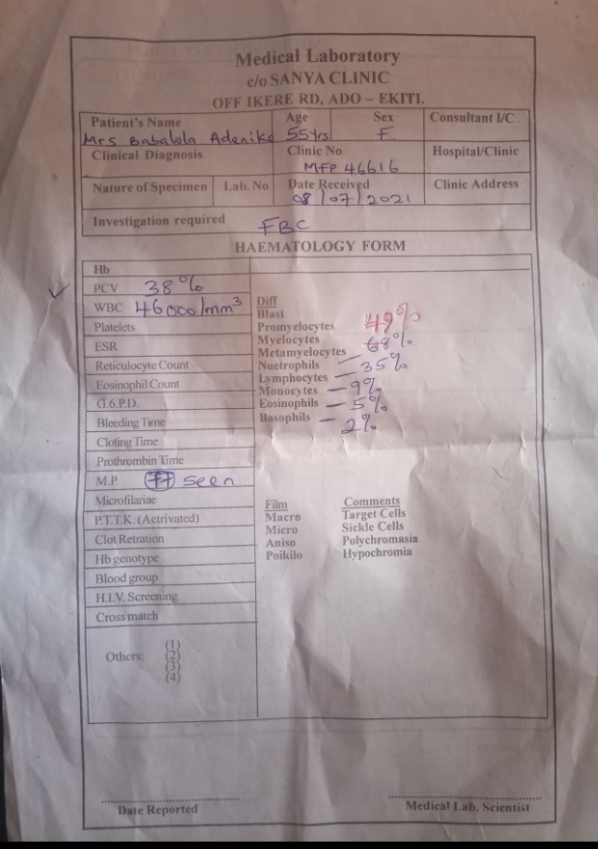 Medical Laboratory
c/o SANYA CLINIC
OFF IKERE RD, ADO – EKITI.
Patient's Name Mrs Babalola Adenike
Age 55yrs
Sex F
Consultant I/C
Clinical Diagnosis
Clinic No MFP 46616
Hospital/Clinic
Nature of Specimen
Lab. No
Date Received 08/07/2021
Clinic Address
Investigation required FBC
HAEMATOLOGY FORM
Hb
PCV 38%
WBC 46000/mm³
Platelets
ESR
Reticulocyte Count
Eosinophil Count
G.6.P.D.
Bleeding Time
Cloting Time
Prothrombin Time
M.P. seen
Microfilariae
P.T.T.K. (Actrivated)
Clot Retration
Hb genotype
Blood group
H.I.V. Screening
Cross match
Others: (1)
(2)
(3)
(4)
Diff
Blast
Promyelocytes 49%
Myelocytes
Metamyelocytes 68%
Nuetrophils — 35%
Lymphocytes — 9%
Monocytes — 5%
Eosinophils — 2%
Basophils
Film
Macro
Micro
Aniso
Poikilo
Comments
Target Cells
Sickle Cells
Polychromasia
Hypochromia
Date Reported
Medical Lab. Scientist